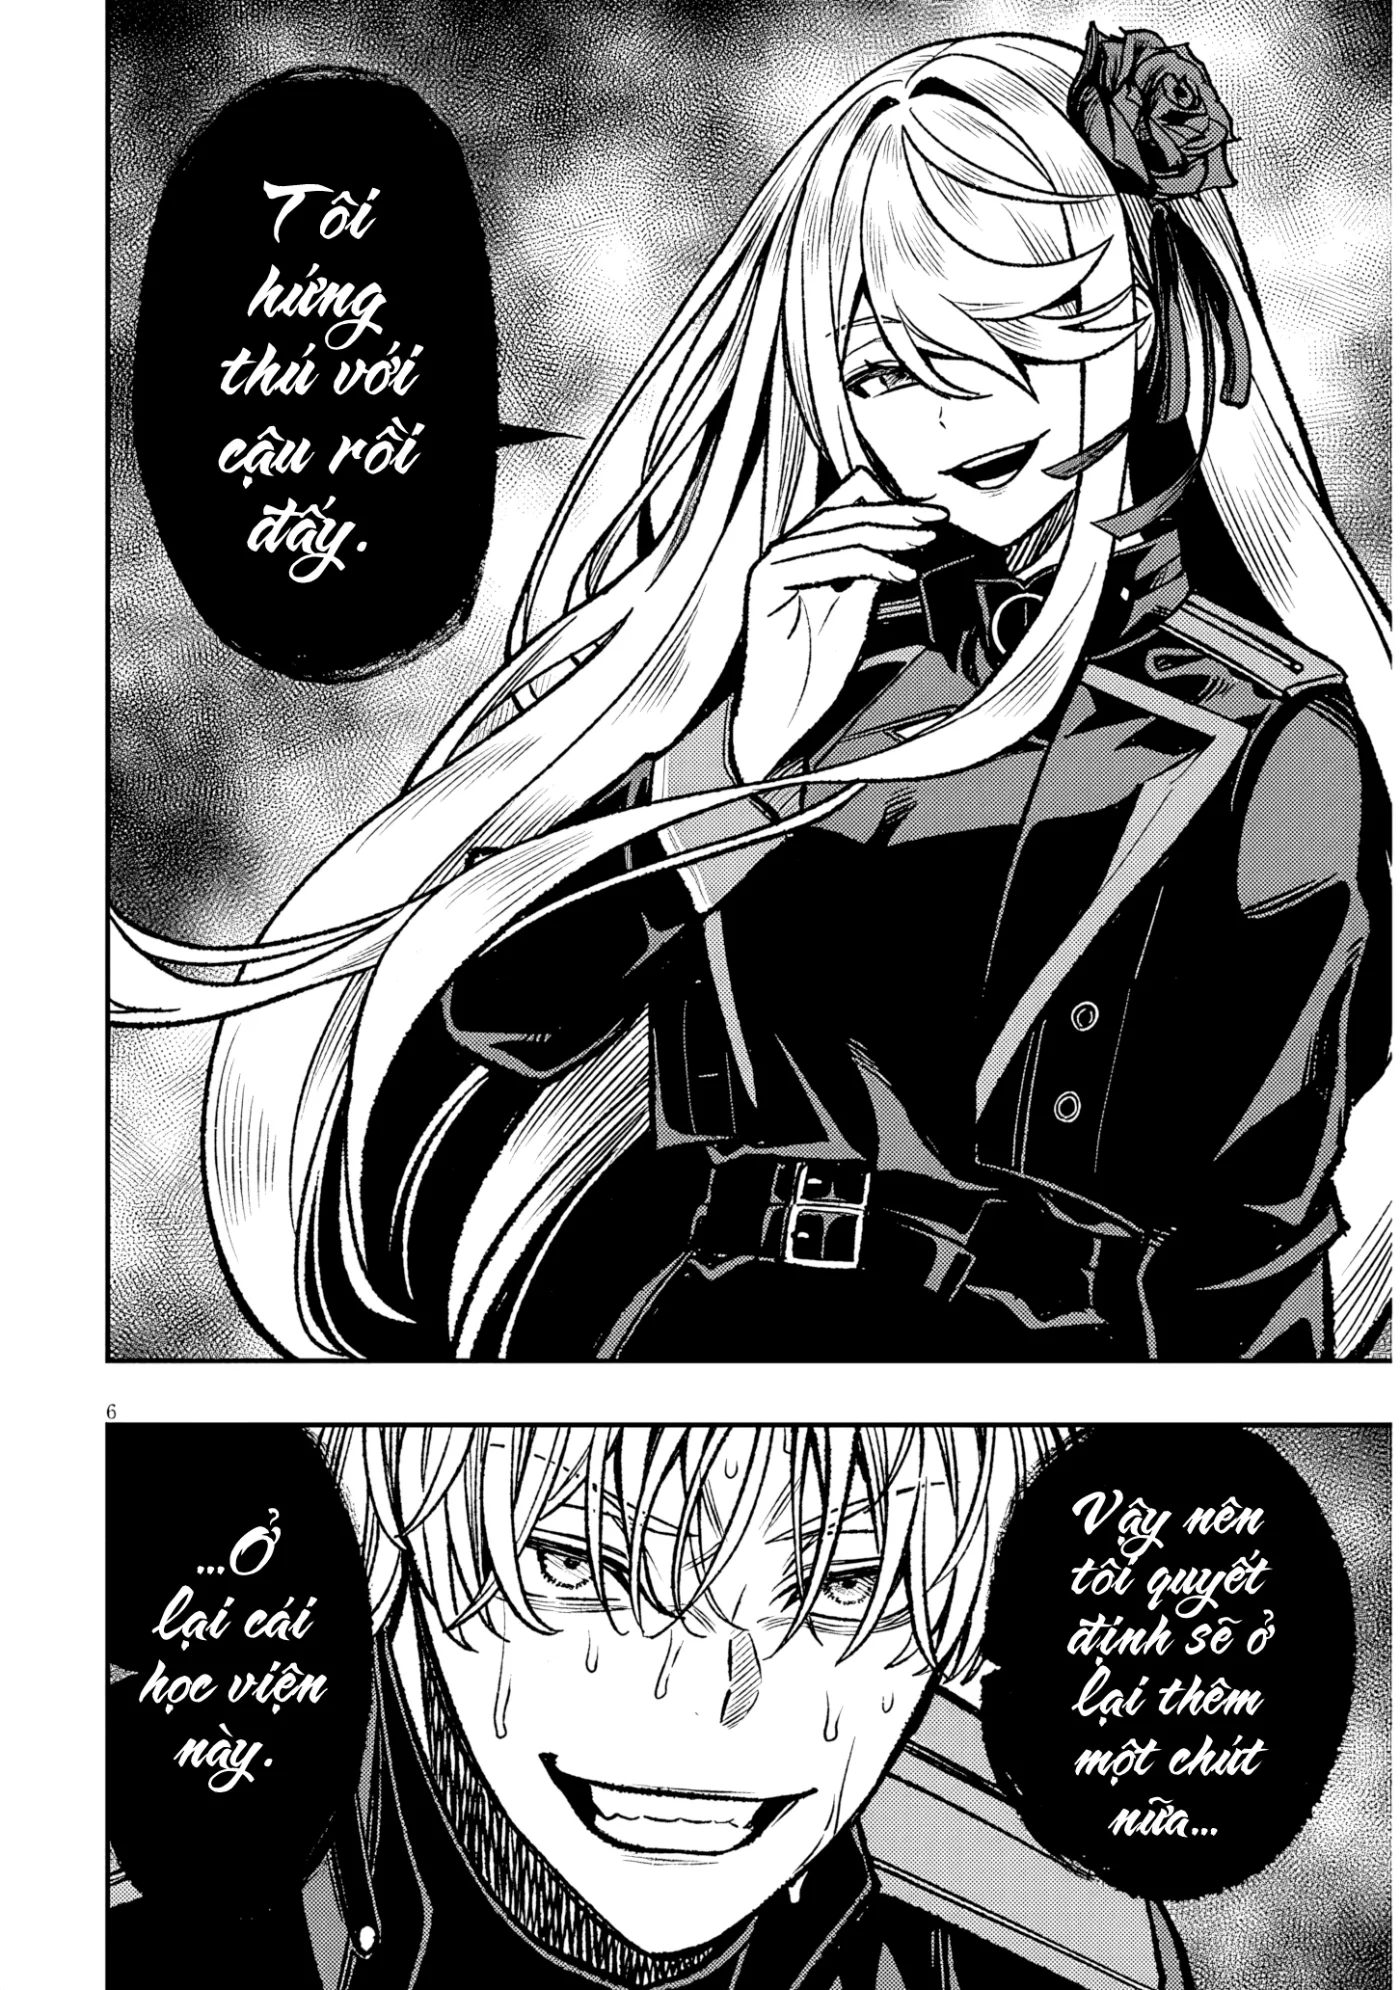 Tôi
hứng
thú với
cậu rồi
đấy.
6
Vậy nên
tôi quyết
định sẽ ở
lại thêm
một chút
nữa...
...Ở
lại cái
học viện
này.